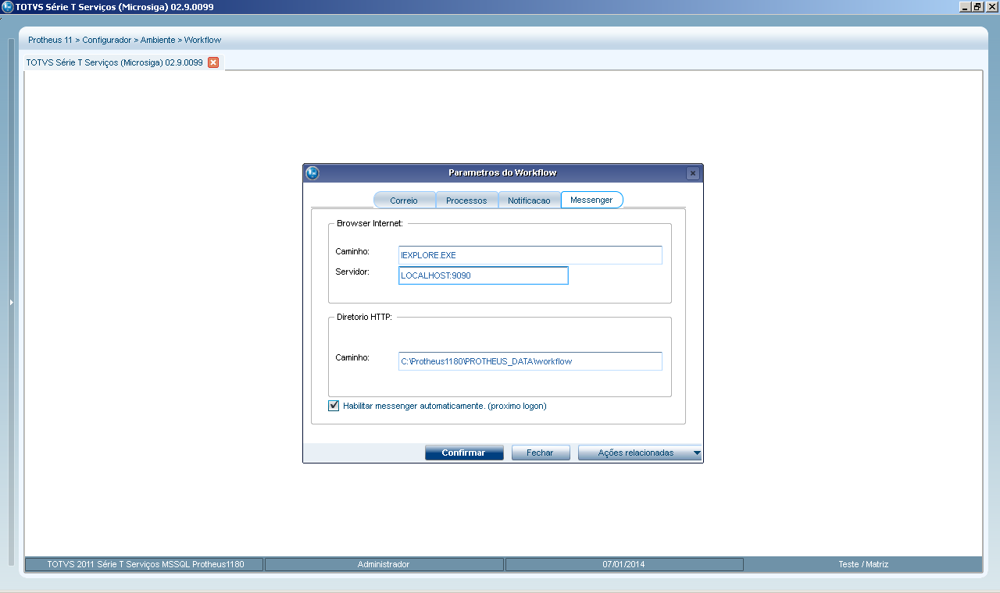 TOTVS Série T Serviços (Microsiga) 02.9.0099
Protheus 11 > Configurador > Ambiente > Workflow
TOTVS Série T Serviços (Microsiga) 02.9.0099
Parametros do Workflow
Correio Processos Notificacao Messenger
Browser Internet:
Caminho: IEXPLORE.EXE
Servidor: LOCALHOST:9090
Diretorio HTTP:
Caminho: C:\Protheus1180\PROTHEUS_DATA\workflow
Habilitar messenger automaticamente. (proximo logon)
Confirmar Fechar Ações relacionadas
TOTVS 2011 Série T Serviços MSSQL Protheus1180 Administrador 07/01/2014 Teste / Matriz